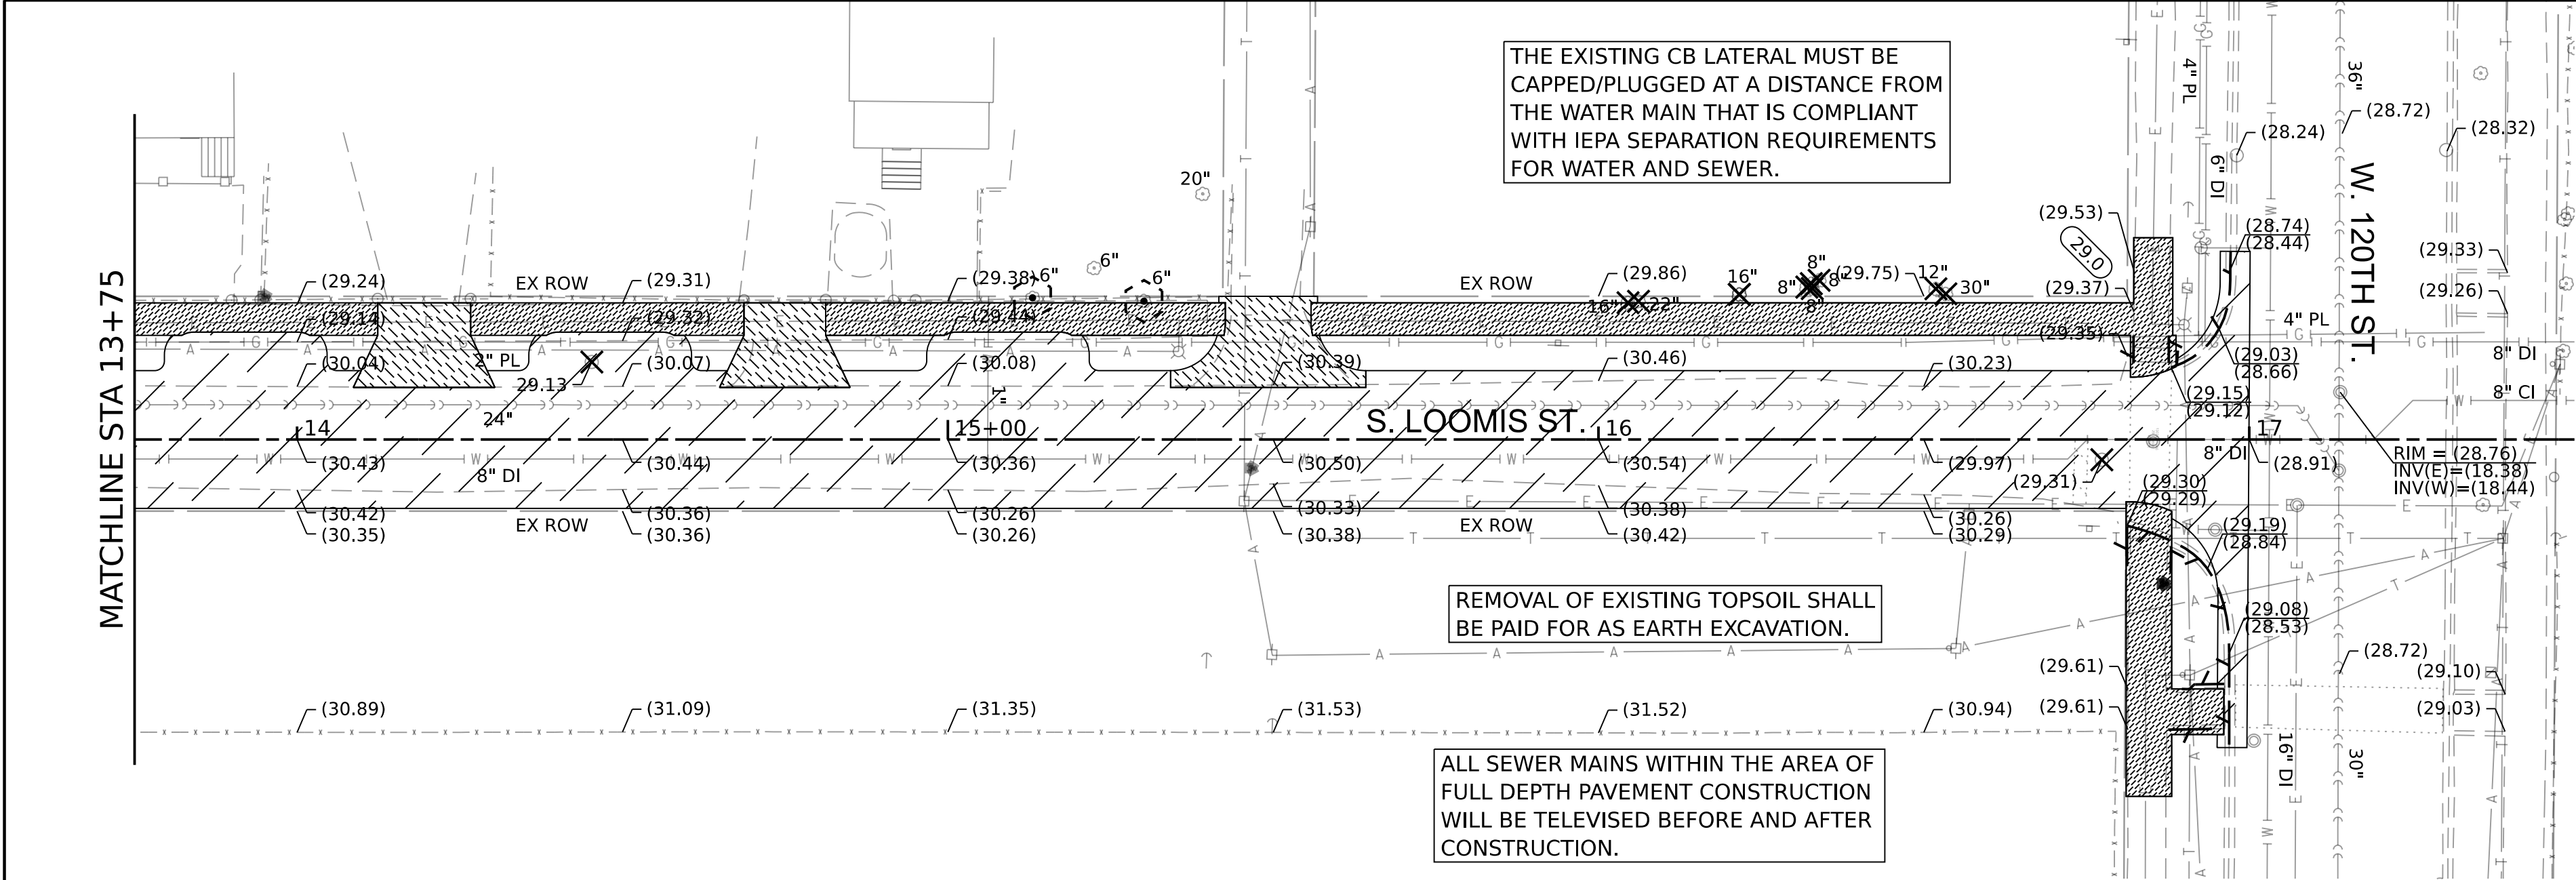 THE EXISTING CB LATERAL MUST BE
CAPPED/PLUGGED AT A DISTANCE FROM
THE WATER MAIN THAT IS COMPLIANT
WITH IEPA SEPARATION REQUIREMENTS
FOR WATER AND SEWER.
4" PL
36"
(28.72)
(28.24)
(28.32)
6" DI
W. 120TH ST.
20"
(29.53)
29.0
(28.74)
(28.44)
(29.33)
(29.24)
EX ROW
(29.31)
(29.38)
6"
6"
6"
EX ROW
(29.86)
16"
8"
8"
8"
8"
(29.75)
12"
30"
16"
22"
(29.37)
(29.26)
(29.14)
(29.32)
(29.44)
(29.35)
4" PL
(30.04)
2" PL
29.13
(30.07)
(30.08)
(30.39)
(30.46)
(30.23)
(29.03)
(28.66)
8" DI
8" CI
1"
(29.15)
(29.12)
MATCHLINE STA 13+75
24"
14
15+00
S. LOOMIS ST.
16
17
(30.43)
(30.44)
(30.36)
(30.50)
(30.54)
(29.97)
8" DI
(28.91)
RIM = (28.76)
INV(E)=(18.38)
INV(W)=(18.44)
8" DI
(29.31)
(29.30)
(29.29)
(30.42)
(30.36)
(30.26)
(30.33)
(30.38)
(30.26)
(30.35)
EX ROW
(30.36)
(30.26)
(30.38)
EX ROW
(30.42)
(30.29)
(29.19)
(28.84)
REMOVAL OF EXISTING TOPSOIL SHALL
BE PAID FOR AS EARTH EXCAVATION.
(29.08)
(28.53)
(28.72)
(29.61)
(29.10)
(30.89)
(31.09)
(31.35)
(31.53)
(31.52)
(30.94)
(29.61)
(29.03)
16" DI
30"
ALL SEWER MAINS WITHIN THE AREA OF
FULL DEPTH PAVEMENT CONSTRUCTION
WILL BE TELEVISED BEFORE AND AFTER
CONSTRUCTION.